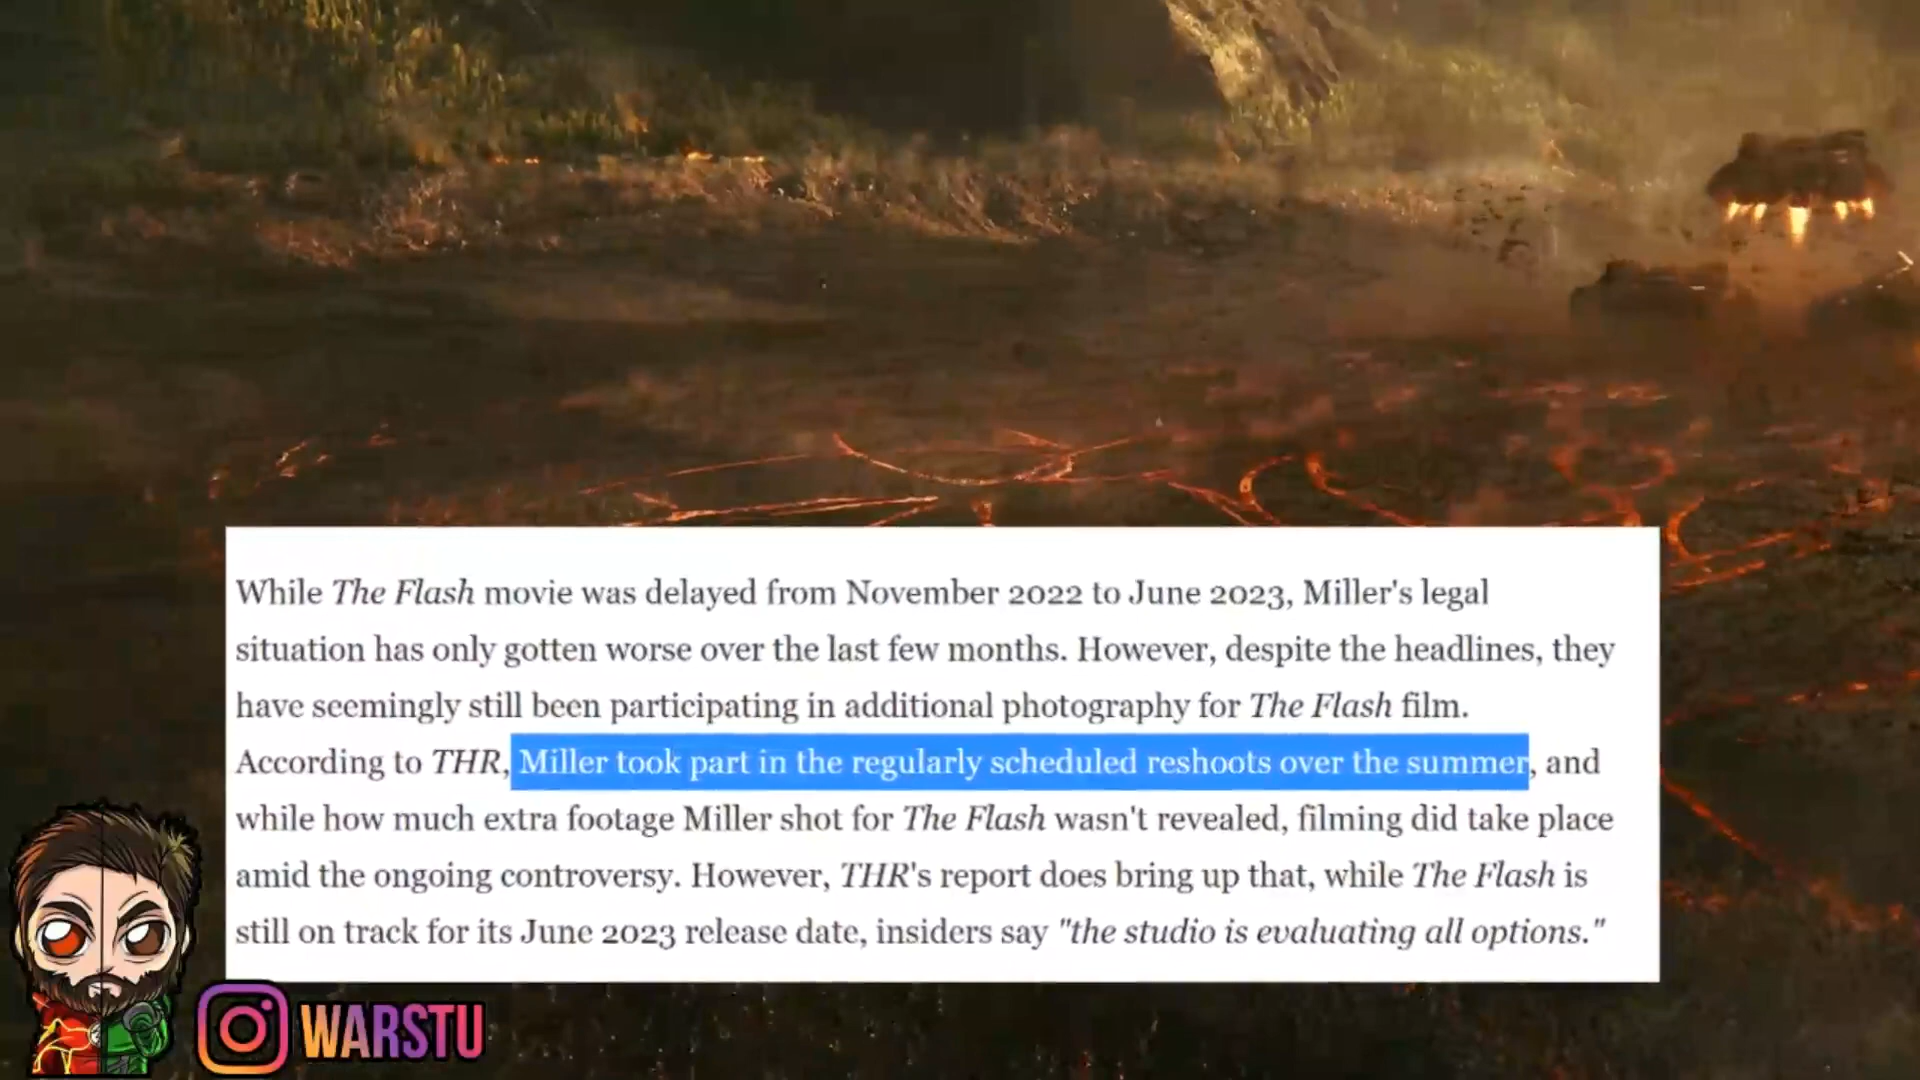 While The Flash movie was delayed from November 2022 to June 2023, Miller's legal
situation has only gotten worse over the last few months. However, despite the headlines, they
have seemingly still been participating in additional photography for The Flash film.
According to THR, Miller took part in the regularly scheduled reshoots over the summer, and
while how much extra footage Miller shot for The Flash wasn't revealed, filming did take place
amid the ongoing controversy. However, THR's report does bring up that, while The Flash is
still on track for its June 2023 release date, insiders say "the studio is evaluating all options."
WARSTU